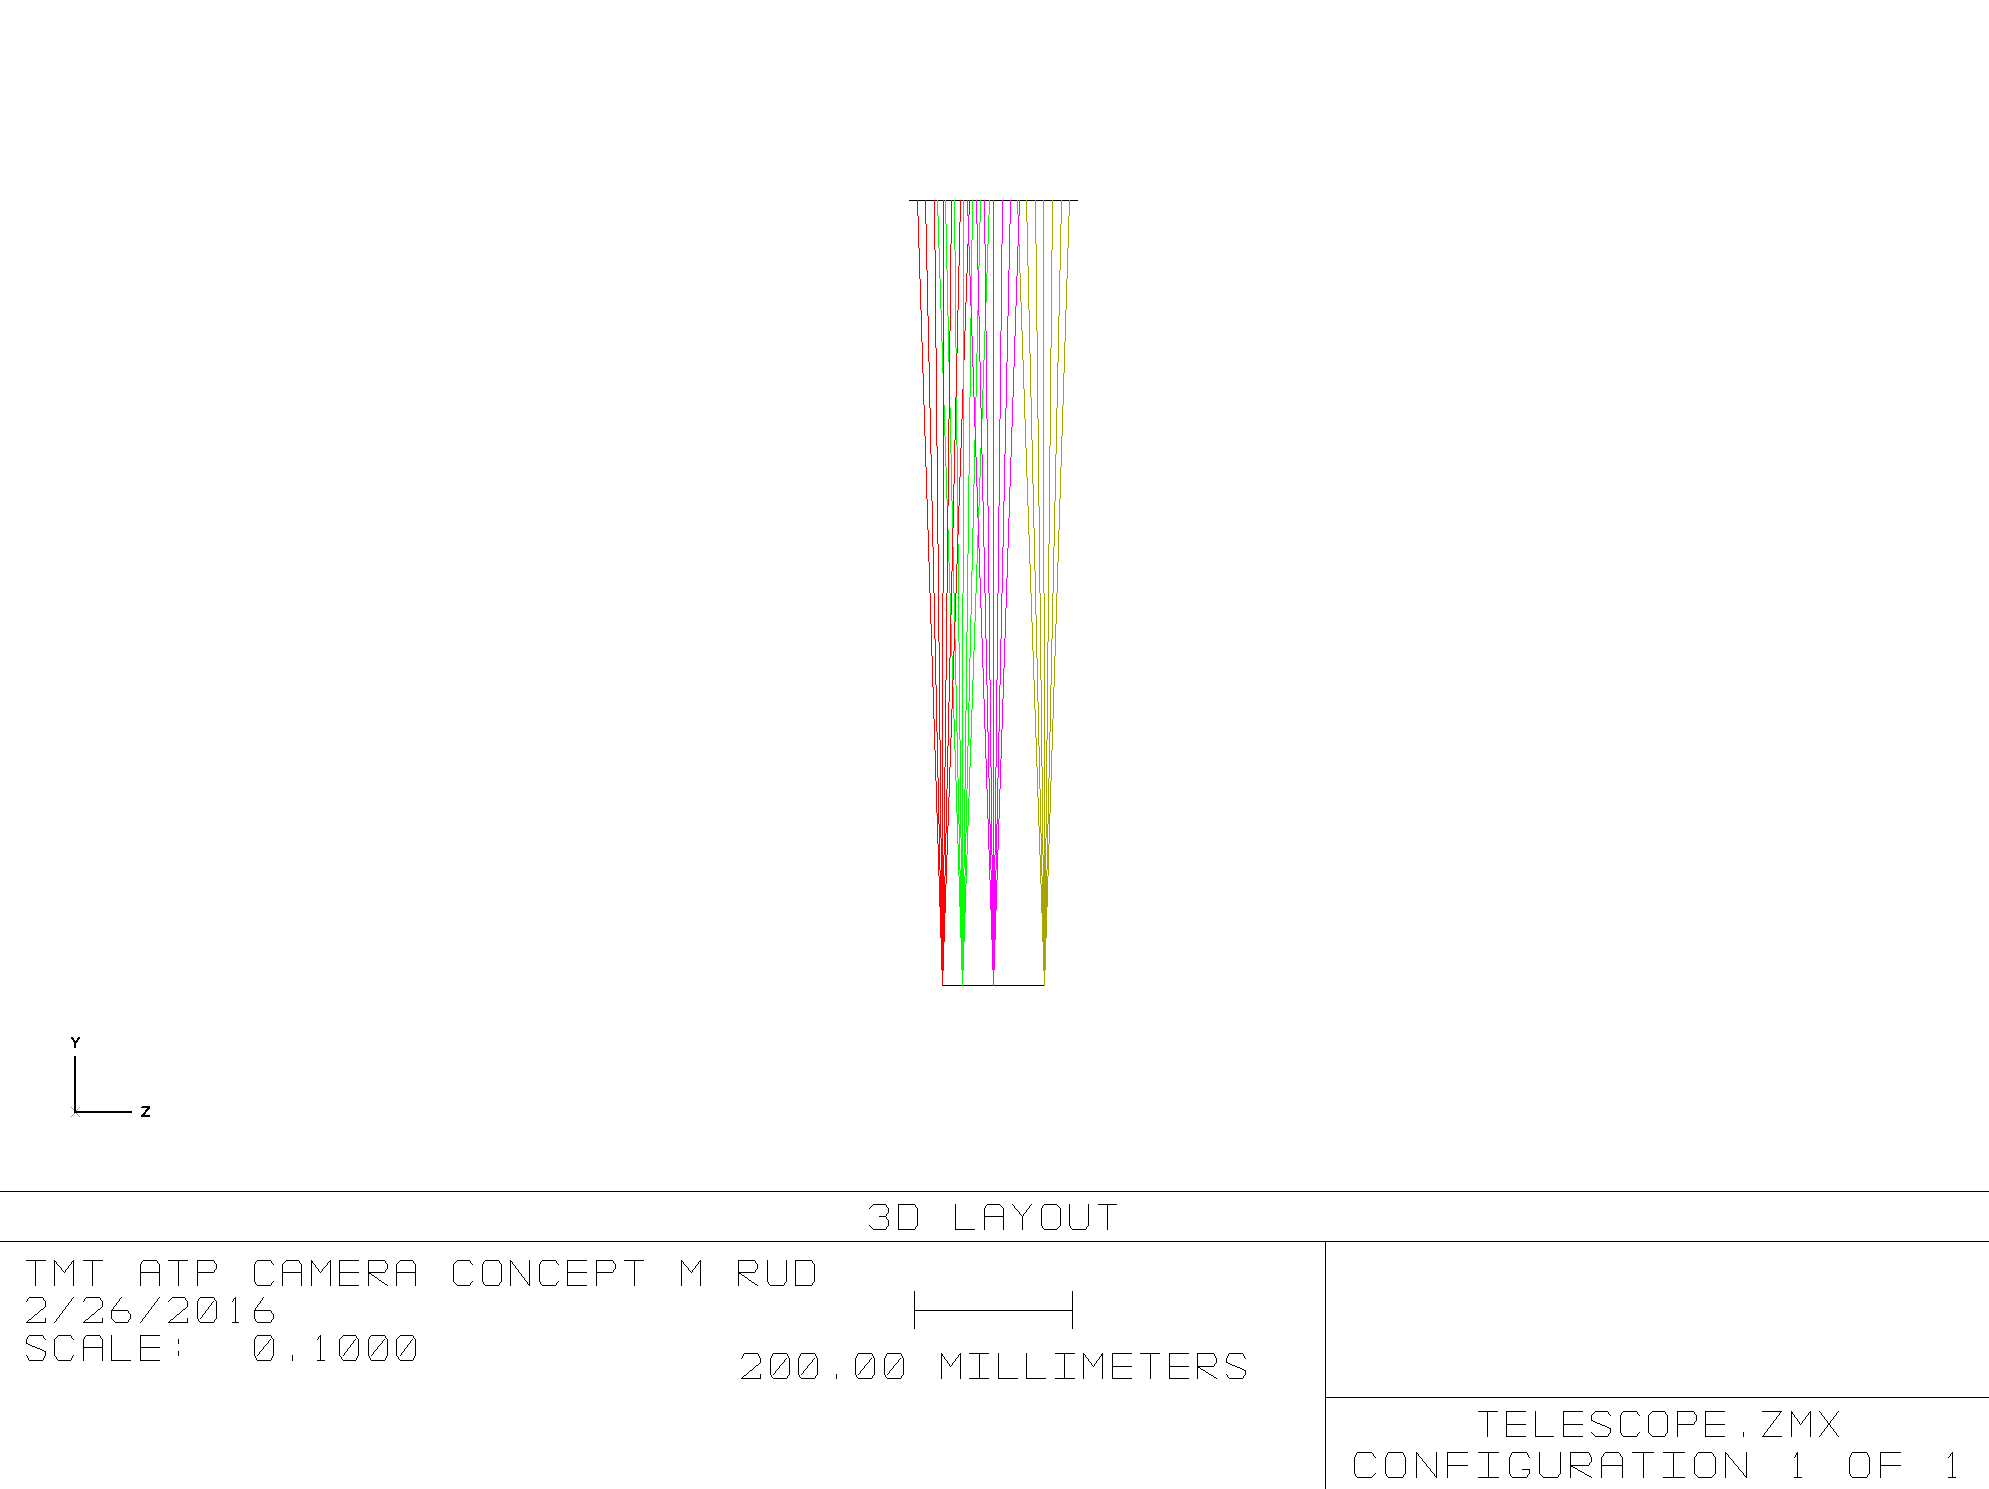 Y
Z
3D LAYOUT
TMT ATP CAMERA CONCEPT M RUD
2/26/2016
SCALE: 0.1000
200.00 MILLIMETERS
TELESCOPE.ZMX
CONFIGURATION 1 OF 1